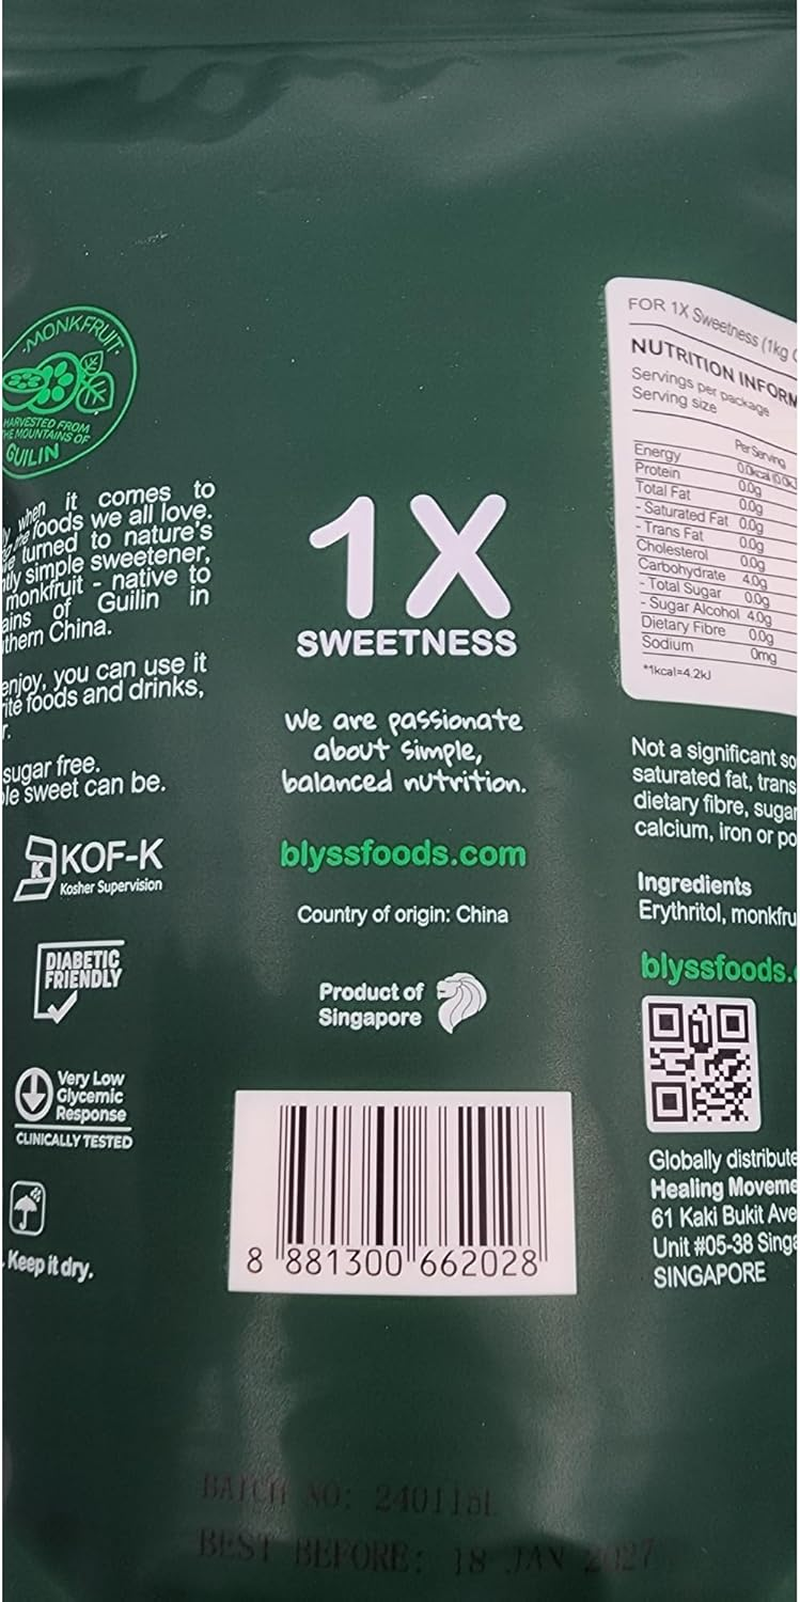 ·MONKFRUIT·
HARVESTED FROM
THE MOUNTAINS OF
GUILIN
when it comes to
the foods we all love.
turned to nature's
simple sweetener,
monkfruit - native to
of Guilin in
China.
enjoy, you can use it
foods and drinks,
sugar free.
sweet can be.
K
KOF-K
Kosher Supervision
DIABETIC
FRIENDLY
Very Low
Glycemic
Response
CLINICALLY TESTED
Keep it dry.
1X
SWEETNESS
We are passionate
about simple,
balanced nutrition.
blyssfoods.com
Country of origin: China
Product of
Singapore
8 881300 662028
BATCH NO:
BEST BEFORE: 18 JAN 2027
FOR 1X Sweetness (1kg
NUTRITION INFORM
Servings per package
Serving size
Per Serving
Energy
Protein 0.0g
Total Fat 0.0g
- Saturated Fat 0.0g
- Trans Fat 0.0g
Cholesterol 0.0g
Carbohydrate 4.0g
- Total Sugar 0.0g
- Sugar Alcohol 4.0g
Dietary Fibre 0.0g
Sodium 0mg
*1kcal=4.2kJ
Not a significant so
saturated fat, trans
dietary fibre, sugar
calcium, iron or po
Ingredients
Erythritol, monkfru
blyssfoods.
Globally distribute
Healing Moveme
61 Kaki Bukit Ave
Unit #05-38 Singa
SINGAPORE